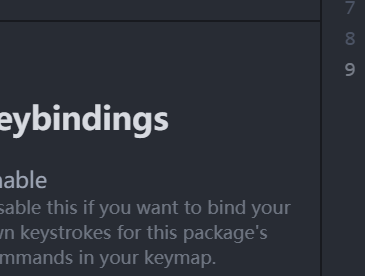 7
8
9
eybindings
nable
sable this if you want to bind your
wn keystrokes for this package's
mmands in your keymap.